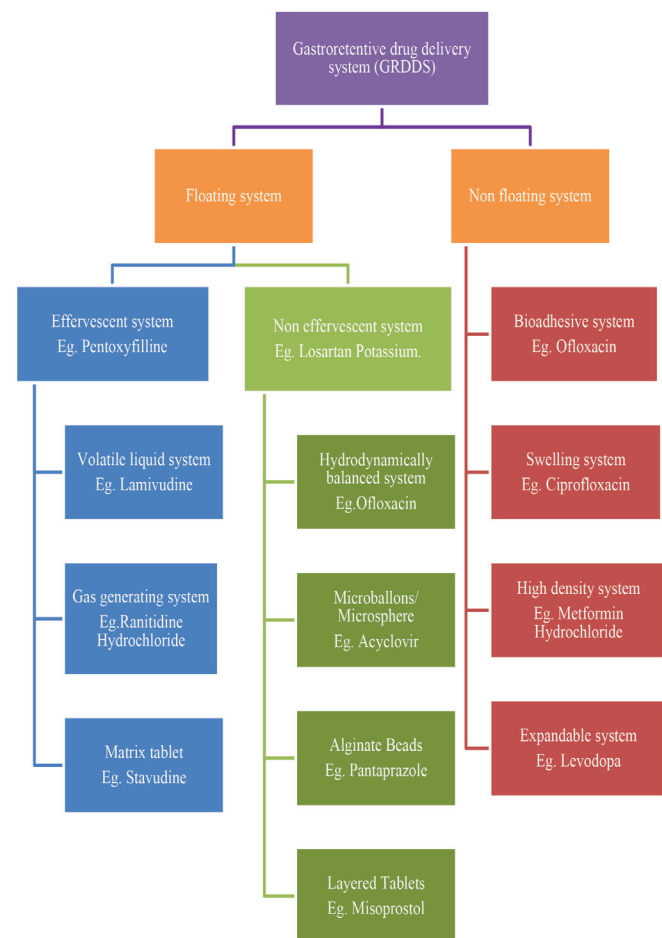 Gastroretentive drug delivery
system (GRDDS)
Floating system
Non floating system
Effervescent system
Eg. Pentoxyfilline
Volatile liquid system
Eg. Lamivudine
Gas generating system
Eg.Ranitidine
Hydrochloride
Matrix tablet
Eg. Stavudine
Non effervescent system
Eg. Losartan Potassium.
Hydrodynamically
balanced system
Eg.Ofloxacin
Microballons/
Microsphere
Eg. Acyclovir
Alginate Beads
Eg. Pantaprazole
Layered Tablets
Eg. Misoprostol
Bioadhesive system
Eg. Ofloxacin
Swelling system
Eg. Ciprofloxacin
High density system
Eg. Metformin
Hydrochloride
Expandable system
Eg. Levodopa